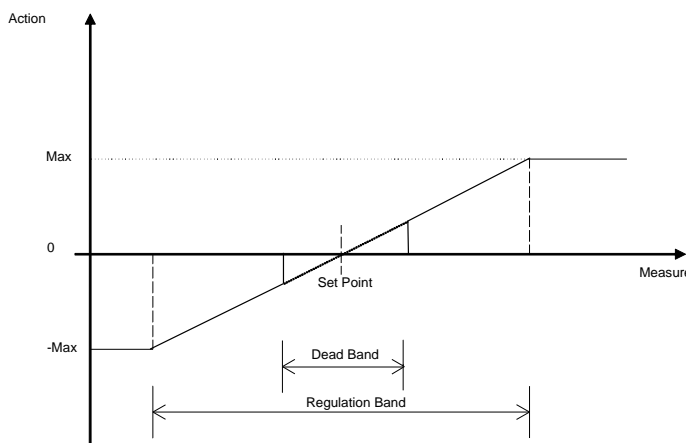 Action
Max
0
Measure
Set Point
-Max
Dead Band
Regulation Band